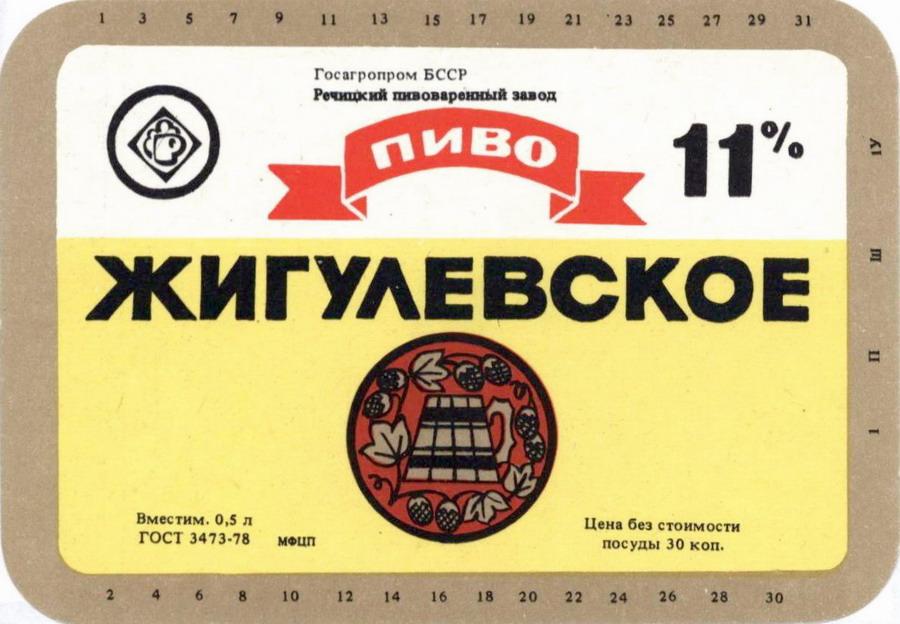 1 3 5 7 9 11 13 15 17 19 21 23 25 27 29 31
Госагропром БССР
Речицкий пивоваренный завод
ПИВО
11%
ЖИГУЛЕВСКОЕ
Вместим. 0,5 л
ГОСТ 3473-78 МФЦП
Цена без стоимости
посуды 30 коп.
1У
Ш
П
1
2 4 6 8 10 12 14 16 18 20 22 24 26 28 30